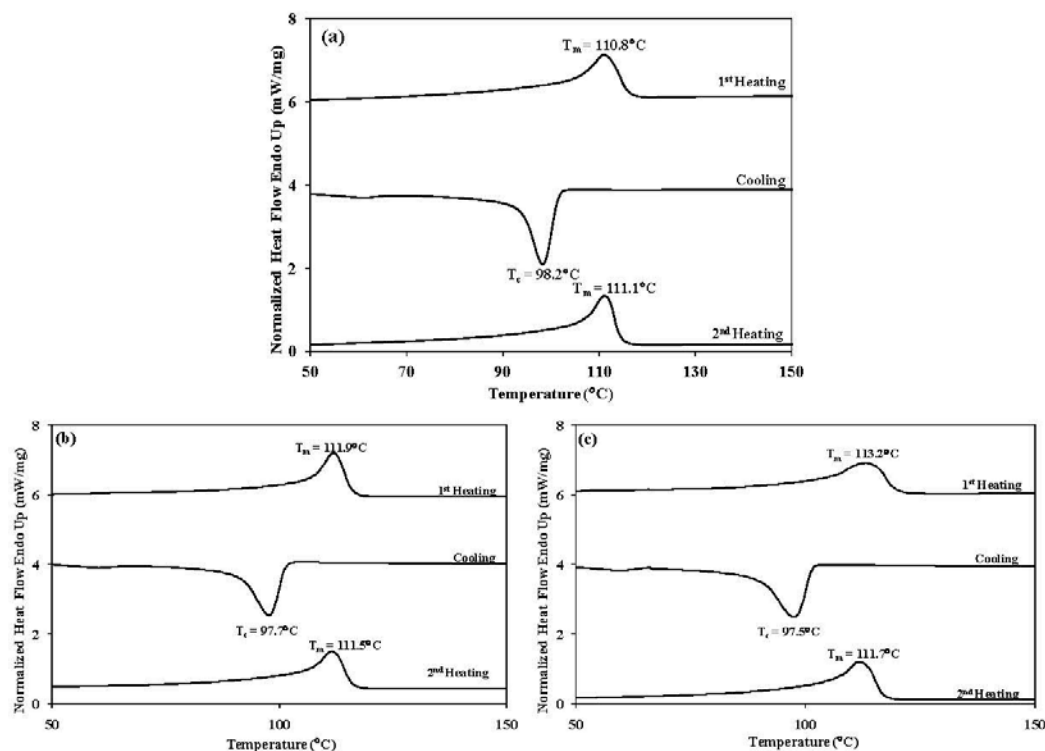 (a)
Normalized Heat Flow Endo Up (mW/mg)
8
6
4
2
0
Tm = 110.8°C
1st Heating
Cooling
Tc = 98.2°C
Tm = 111.1°C
2nd Heating
50 70 90 110 130 150
Temperature (°C)
(b)
Normalized Heat Flow Endo Up (mW/mg)
8
6
4
2
0
Tm = 111.9°C
1st Heating
Cooling
Tc = 97.7°C
Tm = 111.5°C
2nd Heating
50 100 150
Temperature (°C)
(c)
Normalized Heat Flow Endo Up (mW/mg)
8
6
4
2
0
Tm = 113.2°C
1st Heating
Cooling
Tc = 97.5°C
Tm = 111.7°C
2nd Heating
50 100 150
Temperature (°C)